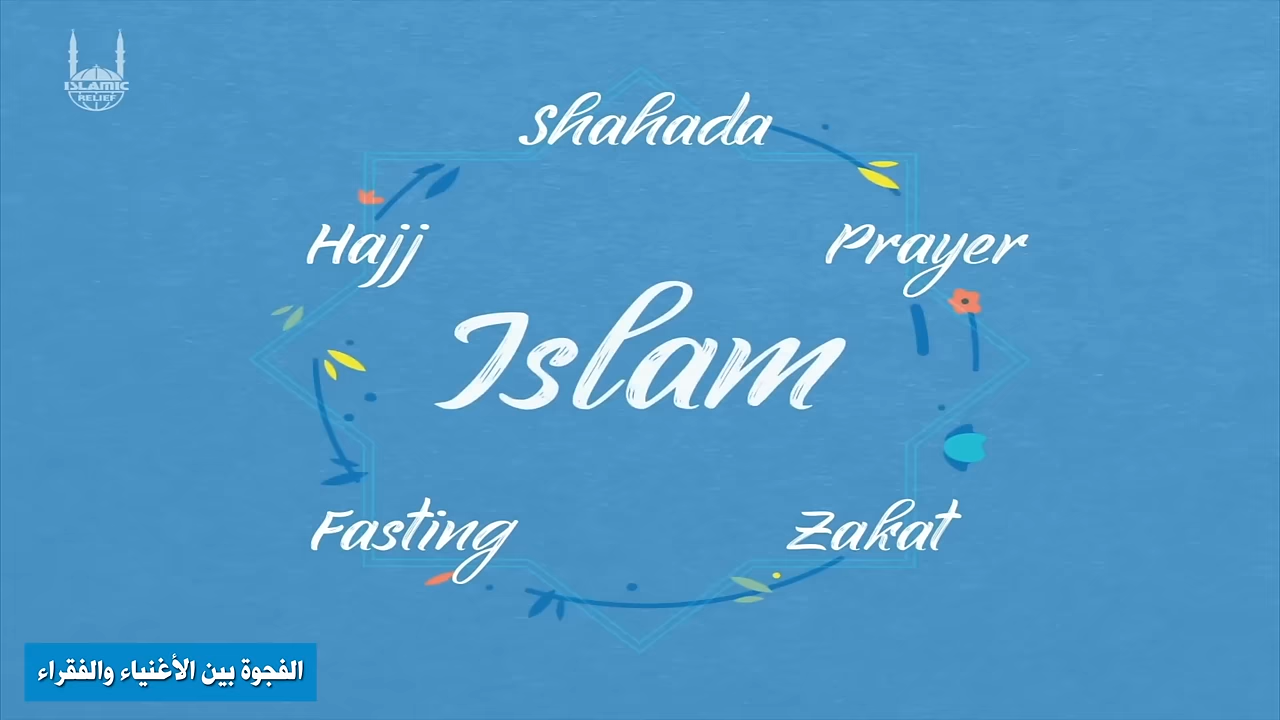 ISLAMIC
RELIEF
Shahada
Hajj
Prayer
Islam
Fasting
Zakat
الفجوة بين الأغنياء والفقراء